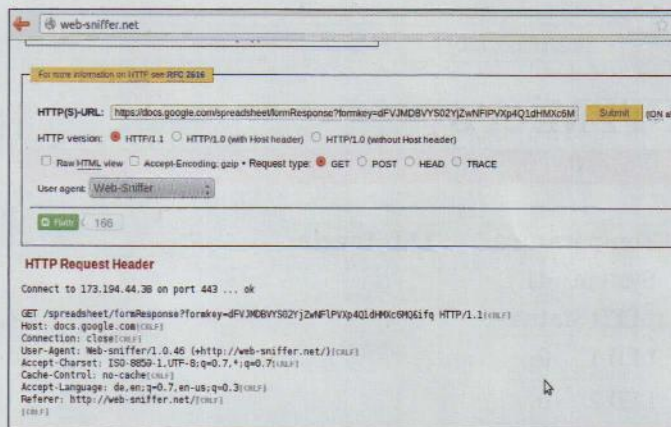 web-sniffer.net
For more information on HTTP see RFC 2616
HTTP(S)-URL: https://docs.google.com/spreadsheet/formResponse?formkey=dFVJMDBVYS02YjZwNFlPVXp4Q1dHMXc6M Submit (ON a
HTTP version: HTTP/1.1 HTTP/1.0 (with Host header) HTTP/1.0 (without Host header)
Raw HTML view Accept-Encoding: gzip • Request type: GET POST HEAD TRACE
User agent: Web-Sniffer
Flattr 166
HTTP Request Header
Connect to 173.194.44.38 on port 443 ... ok
GET /spreadsheet/formResponse?formkey=dFVJMDBVYS02YjZwNFlPVXp4Q1dHMXc6MQ&ifq HTTP/1.1[CRLF]
Host: docs.google.com[CRLF]
Connection: close[CRLF]
User-Agent: Web-sniffer/1.0.46 (+http://web-sniffer.net/)[CRLF]
Accept-Charset: ISO-8859-1,UTF-8;q=0.7,*;q=0.7[CRLF]
Cache-Control: no-cache[CRLF]
Accept-Language: de,en;q=0.7,en-us;q=0.3[CRLF]
Referer: http://web-sniffer.net/[CRLF]
[CRLF]